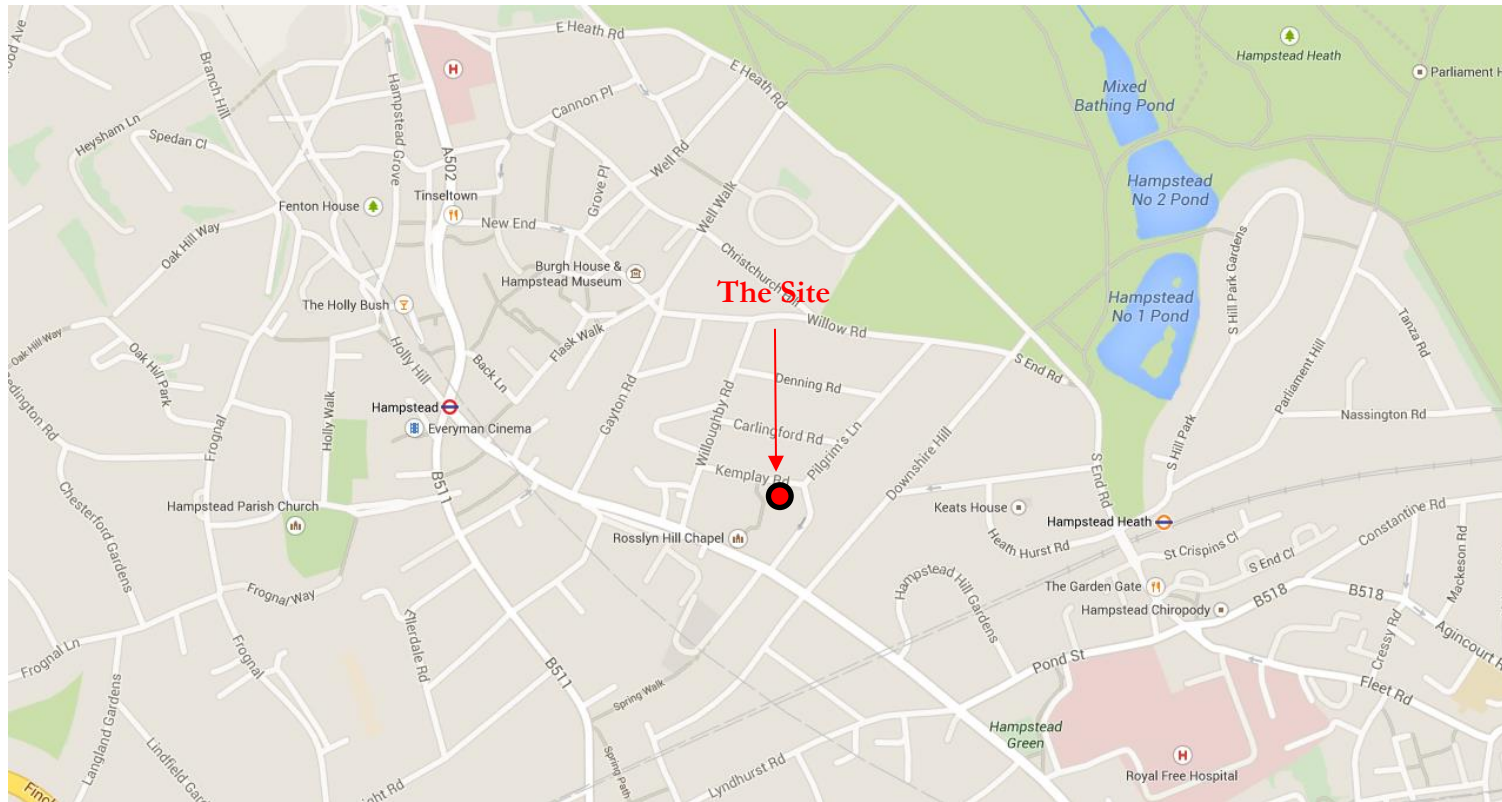 E Heath Rd
Hampstead Heath
Parliament H
ood Ave
Branch Hill
Hampstead Grove
H
Cannon Pl
E Heath Rd
Mixed
Bathing Pond
Heysham Ln
Spedan Cl
A502
Well Rd
Grove Pl
Well Walk
Hampstead
No 2 Pond
Tinseltown
Fenton House
New End
Oak Hill Way
Burgh House &
Hampstead Museum
Christchurch Hill
S Hill Park Gardens
The Site
Hampstead
No 1 Pond
The Holly Bush
Willow Rd
Flask Walk
Oak Hill Way
Oak Hill Park
Holly Hill
Back Ln
S End Rd
Tanza Rd
Parliament Hill
Denning Rd
Gayton Rd
Willoughby Rd
Redington Rd
Frognal
Holly Walk
Hampstead
Everyman Cinema
Carlingford Rd
Pilgrim's Ln
Downshire Hill
Nassington Rd
S Hill Park
Kemplay Rd
B511
S End Rd
Chesterford Gardens
Hampstead Parish Church
Keats House
Hampstead Heath
Constantine Rd
Rosslyn Hill Chapel
Heath Hurst Rd
St Crispins Cl
S End Cl
Mackeson Rd
Hampstead Hill Gardens
The Garden Gate
B518
B518
Frognal Way
Hampstead Chiropody
Ellerdale Rd
Cressy Rd
Agincourt R
Frognal Ln
Frognal
B511
Pond St
Fleet Rd
Spring Walk
Langland Gardens
Lindfield Gar
Hampstead
Green
H
Royal Free Hospital
Spring Path
Lyndhurst Rd
ght Rd
Finc